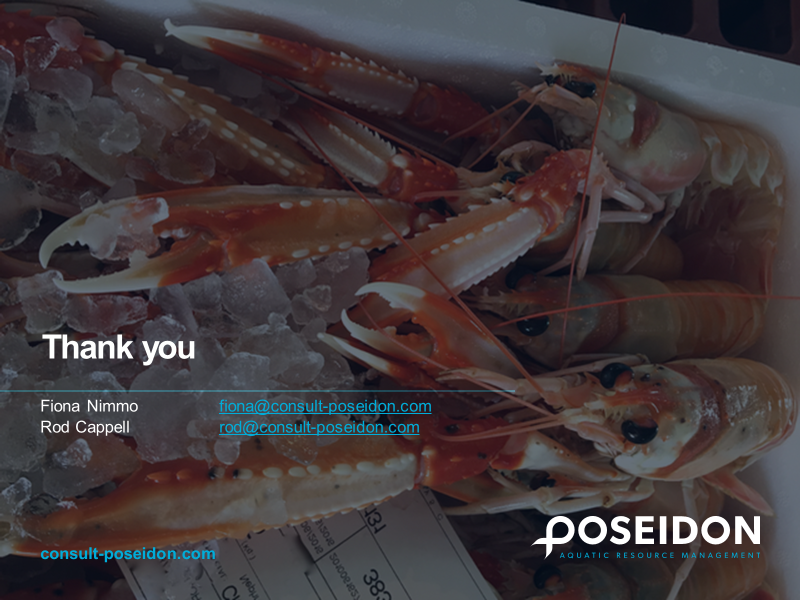 Thank you
Fiona Nimmo fiona@consult-poseidon.com
Rod Cappell rod@consult-poseidon.com
consult-poseidon.com
POSEIDON
AQUATIC RESOURCE MANAGEMENT
383